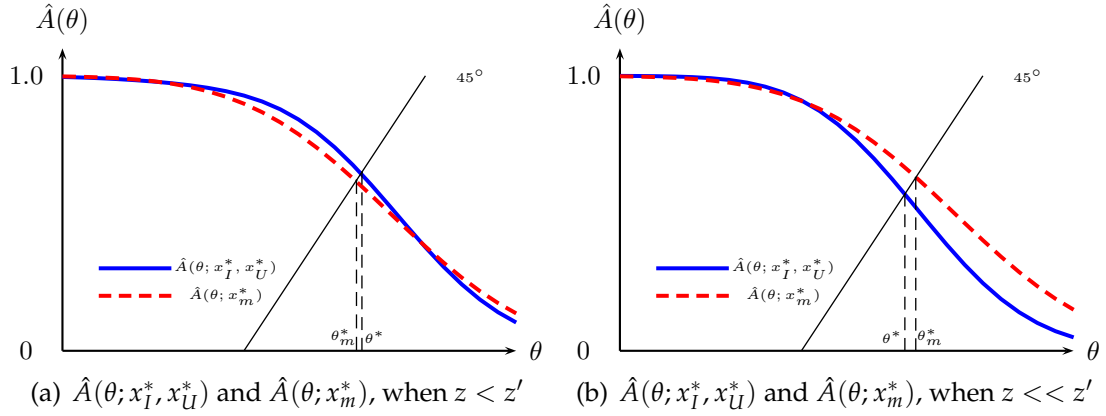 Â(θ)
1.0
45°
Â(θ; x*_I, x*_U)
Â(θ; x*_m)
θ*_m θ*
0
θ
(a) Â(θ; x*_I, x*_U) and Â(θ; x*_m), when z < z′
Â(θ)
1.0
45°
Â(θ; x*_I, x*_U)
Â(θ; x*_m)
θ* θ*_m
0
θ
(b) Â(θ; x*_I, x*_U) and Â(θ; x*_m), when z << z′